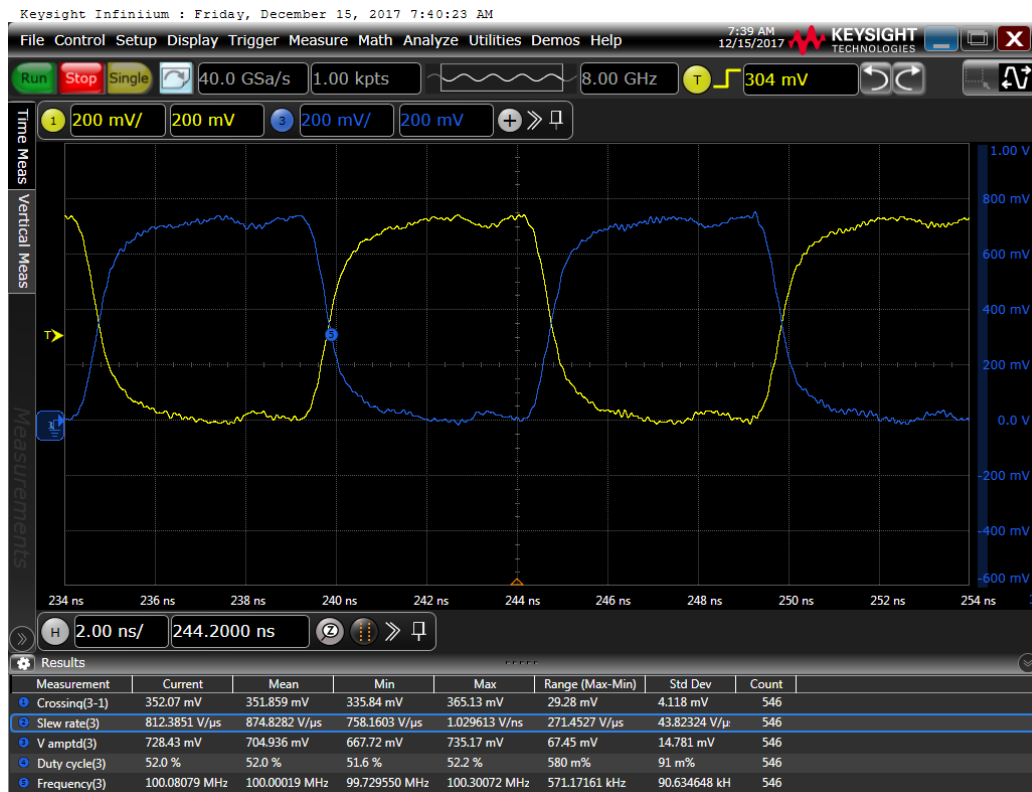 Keysight Infiniium : Friday, December 15, 2017 7:40:23 AM
File Control Setup Display Trigger Measure Math Analyze Utilities Demos Help
7:39 AM
12/15/2017
KEYSIGHT
TECHNOLOGIES
Run Stop Single 40.0 GSa/s 1.00 kpts 8.00 GHz T 304 mV
1 200 mV/ 200 mV 3 200 mV/ 200 mV
Time Meas
Vertical Meas
Measurements
1.00 V
800 mV
600 mV
400 mV
200 mV
0.0 V
-200 mV
-400 mV
-600 mV
T
5
234 ns 236 ns 238 ns 240 ns 242 ns 244 ns 246 ns 248 ns 250 ns 252 ns 254 ns
H 2.00 ns/ 244.2000 ns Z
Results
Measurement Current Mean Min Max Range (Max-Min) Std Dev Count
1 Crossing(3-1) 352.07 mV 351.859 mV 335.84 mV 365.13 mV 29.28 mV 4.118 mV 546
2 Slew rate(3) 812.3851 V/µs 874.8282 V/µs 758.1603 V/µs 1.029613 V/ns 271.4527 V/µs 43.82324 V/µ 546
3 V amptd(3) 728.43 mV 704.936 mV 667.72 mV 735.17 mV 67.45 mV 14.781 mV 546
4 Duty cycle(3) 52.0 % 52.0 % 51.6 % 52.2 % 580 m% 91 m% 546
5 Frequency(3) 100.08079 MHz 100.00019 MHz 99.729550 MHz 100.30072 MHz 571.17161 kHz 90.634648 kH 546